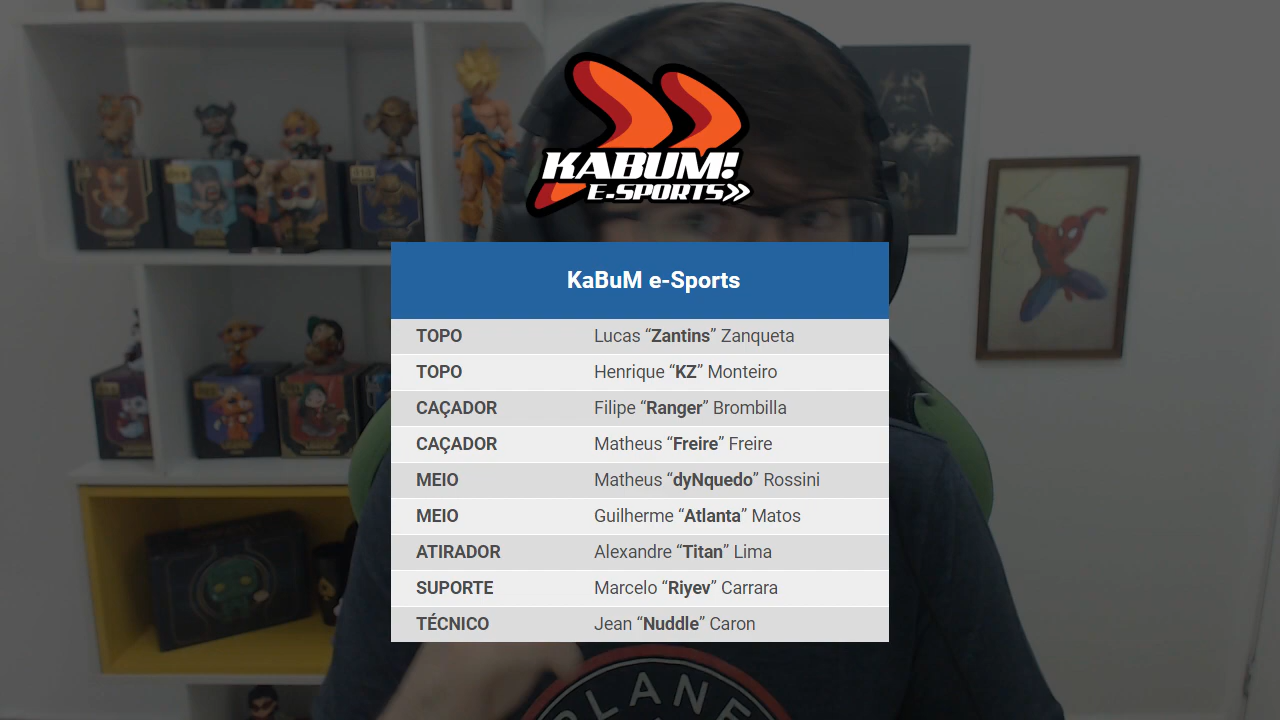 KABUM!
E-SPORTS
KaBuM e-Sports
TOPO Lucas “Zantins” Zanqueta
TOPO Henrique “KZ” Monteiro
CAÇADOR Filipe “Ranger” Brombilla
CAÇADOR Matheus “Freire” Freire
MEIO Matheus “dyNquedo” Rossini
MEIO Guilherme “Atlanta” Matos
ATIRADOR Alexandre “Titan” Lima
SUPORTE Marcelo “Riyev” Carrara
TÉCNICO Jean “Nuddle” Caron
PLANE